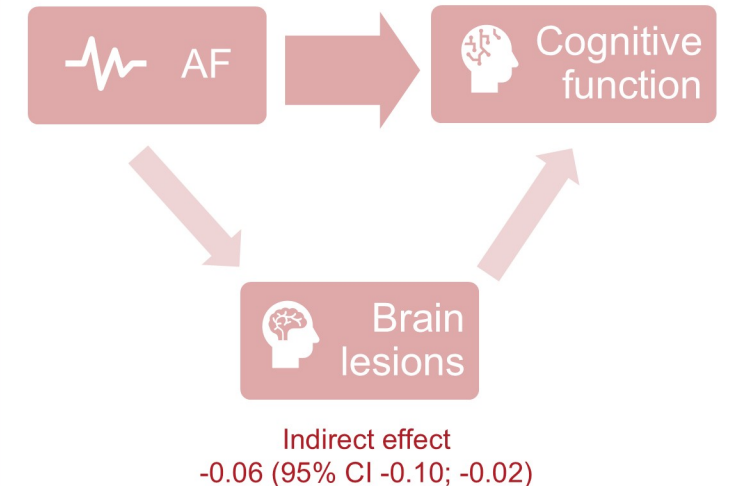 AF
Cognitive
function
Brain
lesions
Indirect effect
-0.06 (95% CI -0.10; -0.02)